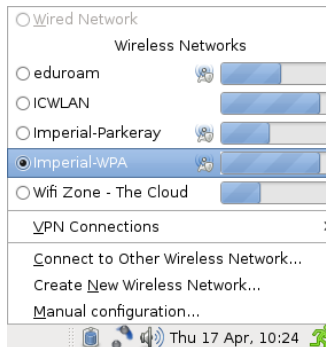 Wired Network
Wireless Networks
eduroam
ICWLAN
Imperial-Parkeray
Imperial-WPA
Wifi Zone - The Cloud
VPN Connections
Connect to Other Wireless Network...
Create New Wireless Network...
Manual configuration...
Thu 17 Apr, 10:24